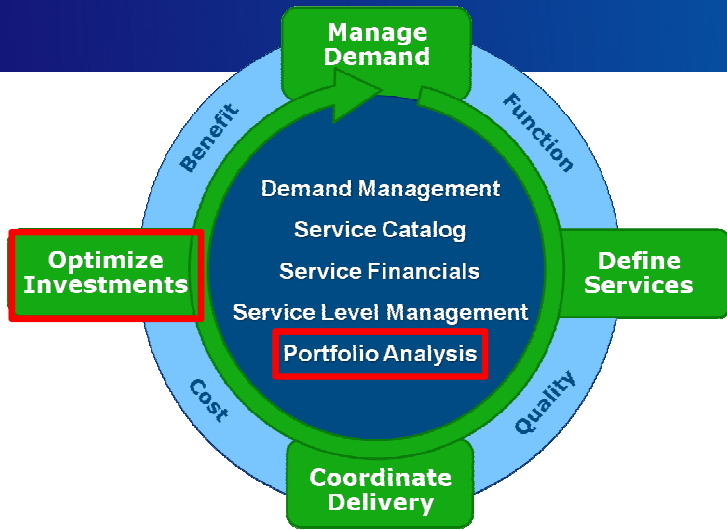 Manage
Demand
Benefit
Function
Demand Management
Service Catalog
Optimize
Investments
Service Financials
Define
Services
Service Level Management
Portfolio Analysis
Cost
Quality
Coordinate
Delivery